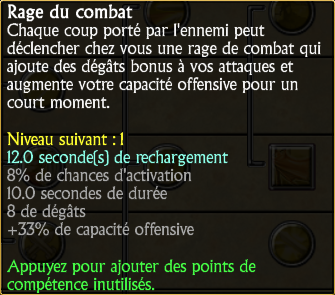 Rage du combat
Chaque coup porté par l'ennemi peut
déclencher chez vous une rage de combat qui
ajoute des dégâts bonus à vos attaques et
augmente votre capacité offensive pour un
court moment.
Niveau suivant : 1
12.0 seconde(s) de rechargement
8% de chances d'activation
10.0 secondes de durée
8 de dégâts
+33% de capacité offensive
Appuyez pour ajouter des points de
compétence inutilisés.